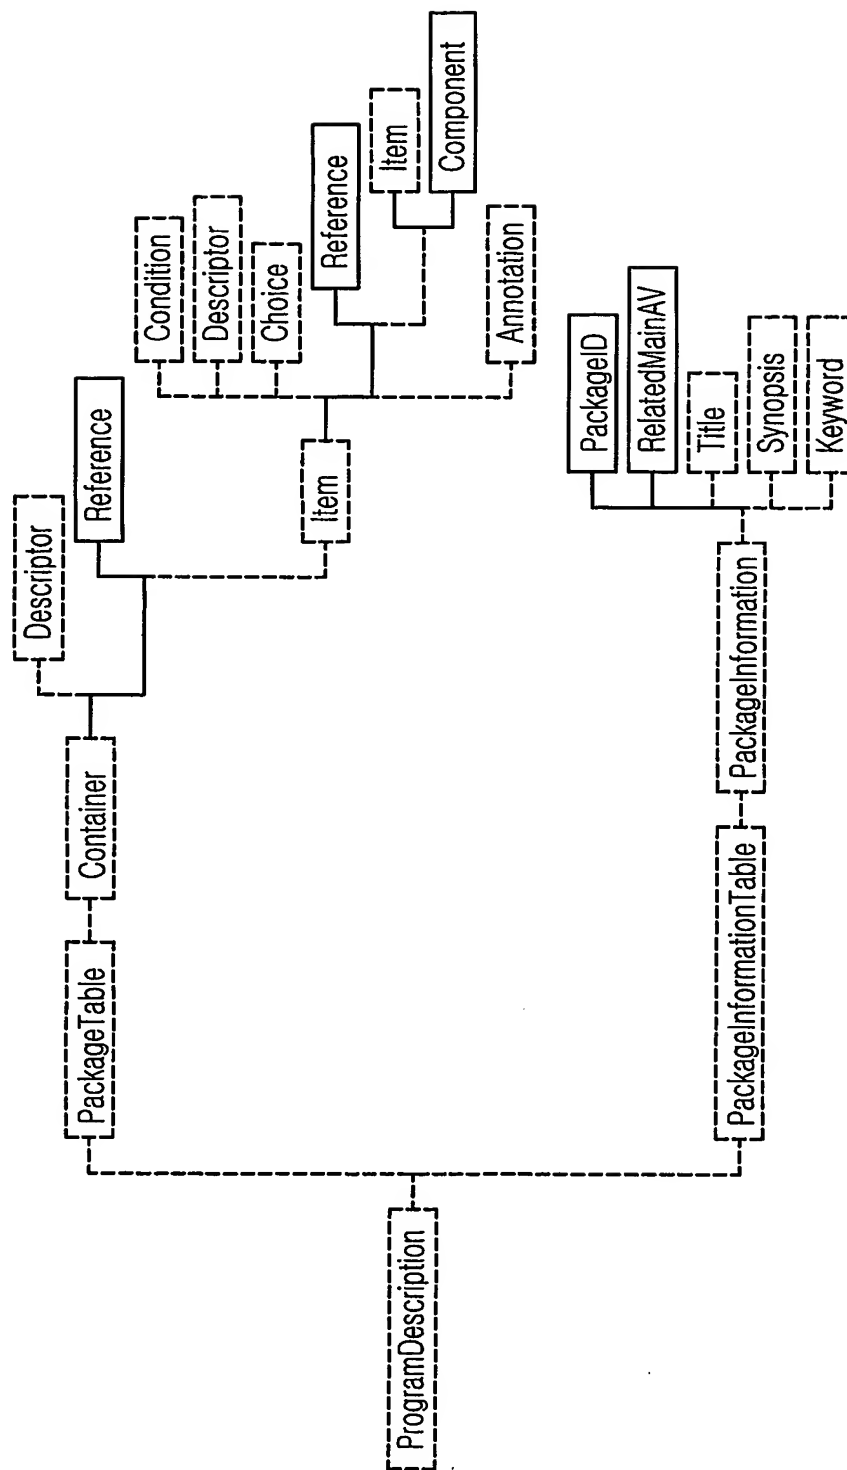 ProgramDescription
PackageTable
Container
Descriptor
Reference
Item
Condition
Descriptor
Choice
Reference
Item
Component
Annotation
PackageInformationTable
PackageInformation
PackageID
RelatedMainAV
Title
Synopsis
Keyword